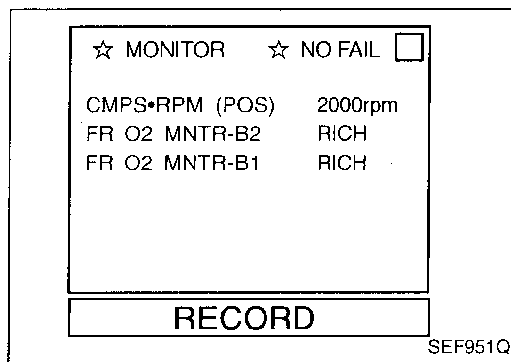 ☆ MONITOR ☆ NO FAIL
CMPS•RPM (POS) 2000rpm
FR O2 MNTR-B2 RICH
FR O2 MNTR-B1 RICH
RECORD
SEF951Q